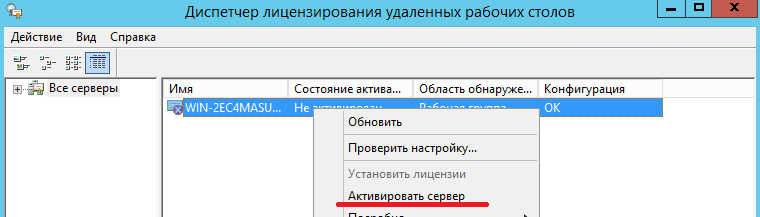 Диспетчер лицензирования удаленных рабочих столов
Действие Вид Справка
Все серверы
Имя Состояние актива... Область обнаруже... Конфигурация
WIN-2EC4MASU... Не активирован Рабочая группа OK
Обновить
Проверить настройку...
Установить лицензии
Активировать сервер
Подробно